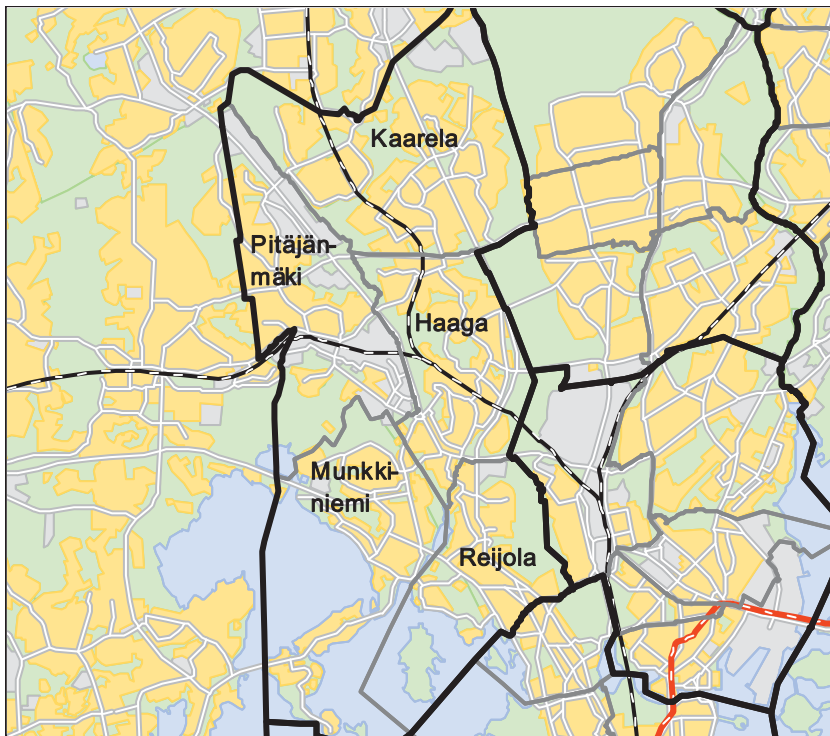 Kaarela
Pitäjän-
mäki
Haaga
Munkki-
niemi
Reijola